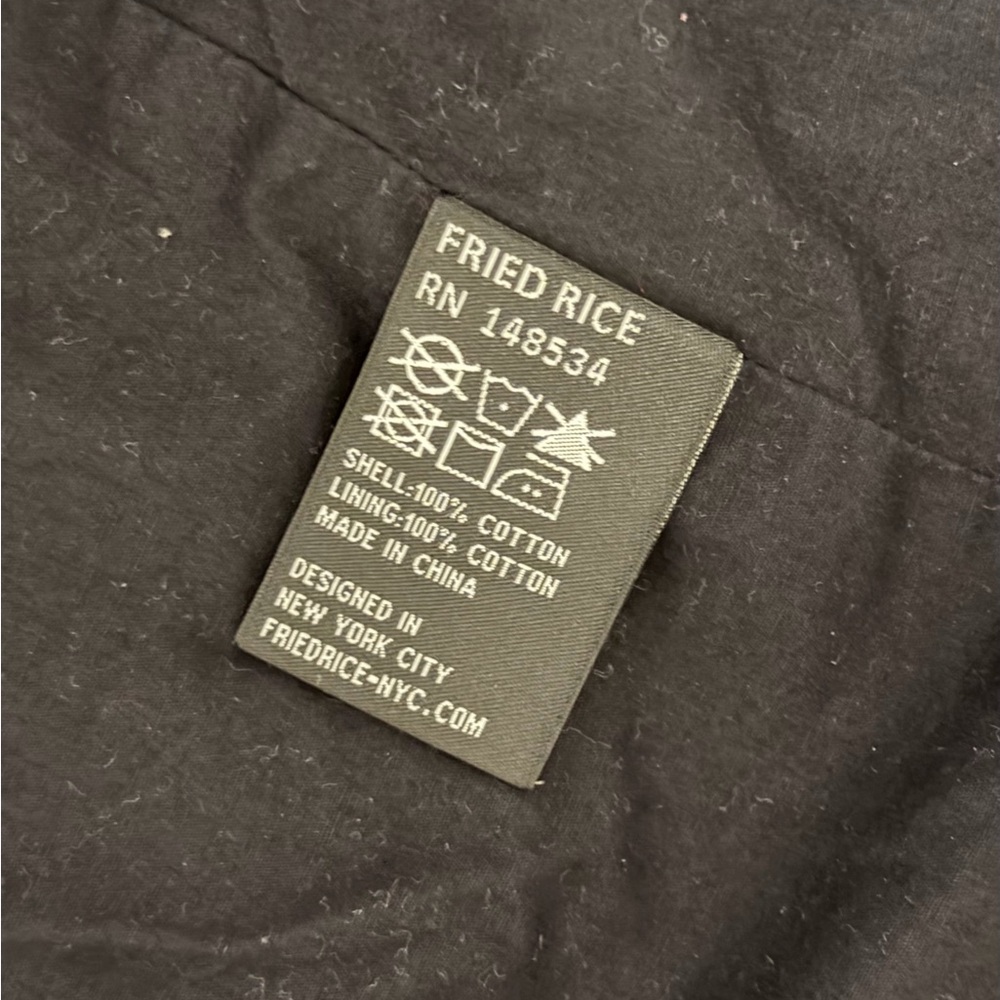 FRIED RICE
RN 148534
SHELL:100% COTTON
LINING:100% COTTON
MADE IN CHINA
DESIGNED IN
NEW YORK CITY
FRIEDRICE-NYC.COM